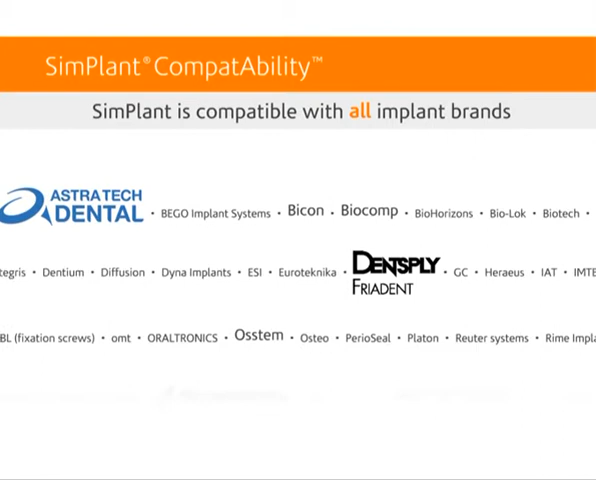 SimPlant® CompatAbility™
SimPlant is compatible with all implant brands
ASTRA TECH
DENTAL • BEGO Implant Systems • Bicon • Biocomp • BioHorizons • Bio-Lok • Biotech •
tegris • Dentium • Diffusion • Dyna Implants • ESI • Euroteknika • DENTSPLY • GC • Heraeus • IAT • IMTE
FRIADENT
BL (fixation screws) • omt • ORALTRONICS • Osstem • Osteo • PerioSeal • Platon • Reuter systems • Rime Impla